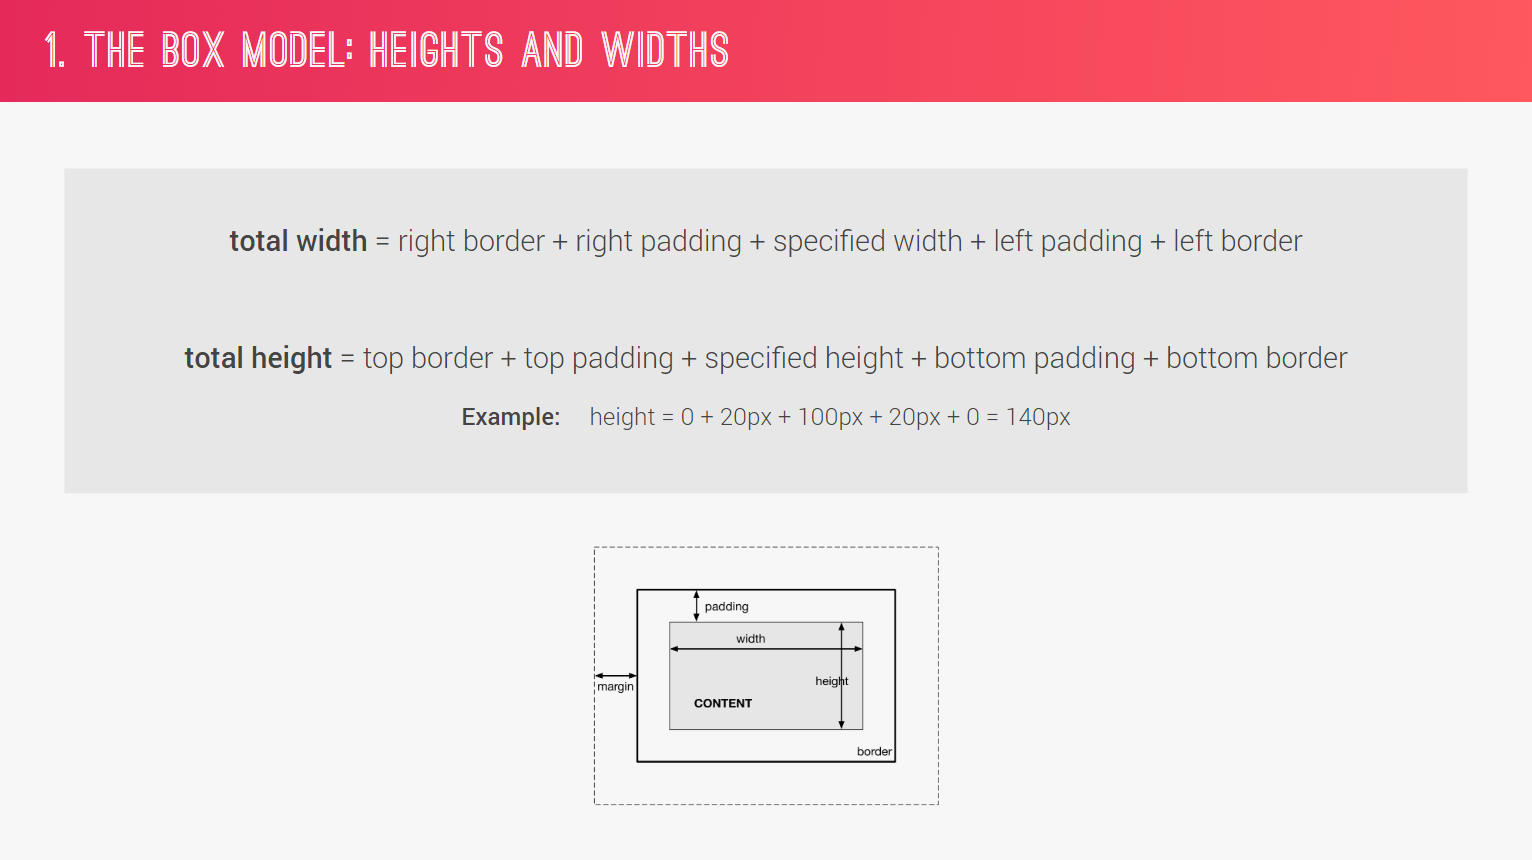 1. THE BOX MODEL: HEIGHTS AND WIDTHS
total width = right border + right padding + specified width + left padding + left border
total height = top border + top padding + specified height + bottom padding + bottom border
Example: height = 0 + 20px + 100px + 20px + 0 = 140px
padding
width
height
margin
CONTENT
border